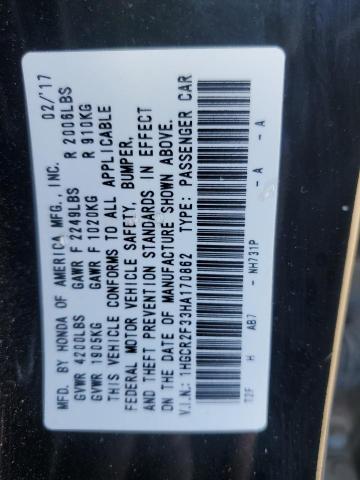 MFD. BY HONDA OF AMERICA MFG., INC. 02/'17
GVWR 4200LBS GAWR F 2249LBS R 2006LBS
GVWR 1905KG GAWR F 1020KG R 910KG
THIS VEHICLE CONFORMS TO ALL APPLICABLE
FEDERAL MOTOR VEHICLE SAFETY, BUMPER,
AND THEFT PREVENTION STANDARDS IN EFFECT
ON THE DATE OF MANUFACTURE SHOWN ABOVE.
V.I.N.: 1HGCR2F33HA170862 TYPE: PASSENGER CAR
T2F H AB7 - NH731P - A - A